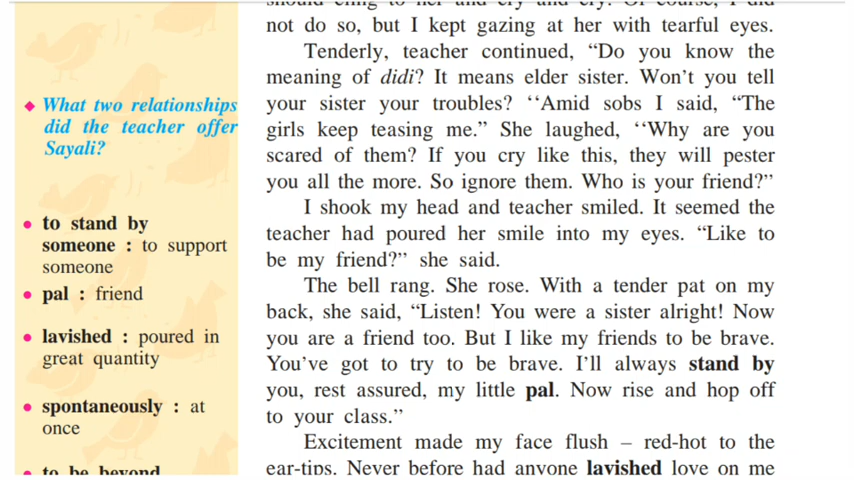 What two relationships
did the teacher offer
Sayali?
to stand by
someone : to support
someone
pal : friend
lavished : poured in
great quantity
spontaneously : at
once
to be beyond
not do so, but I kept gazing at her with tearful eyes.
Tenderly, teacher continued, “Do you know the
meaning of didi? It means elder sister. Won’t you tell
your sister your troubles? ‘‘Amid sobs I said, “The
girls keep teasing me.” She laughed, ‘‘Why are you
scared of them? If you cry like this, they will pester
you all the more. So ignore them. Who is your friend?”
I shook my head and teacher smiled. It seemed the
teacher had poured her smile into my eyes. “Like to
be my friend?” she said.
The bell rang. She rose. With a tender pat on my
back, she said, “Listen! You were a sister alright! Now
you are a friend too. But I like my friends to be brave.
You’ve got to try to be brave. I’ll always stand by
you, rest assured, my little pal. Now rise and hop off
to your class.”
Excitement made my face flush – red-hot to the
ear-tips. Never before had anyone lavished love on me